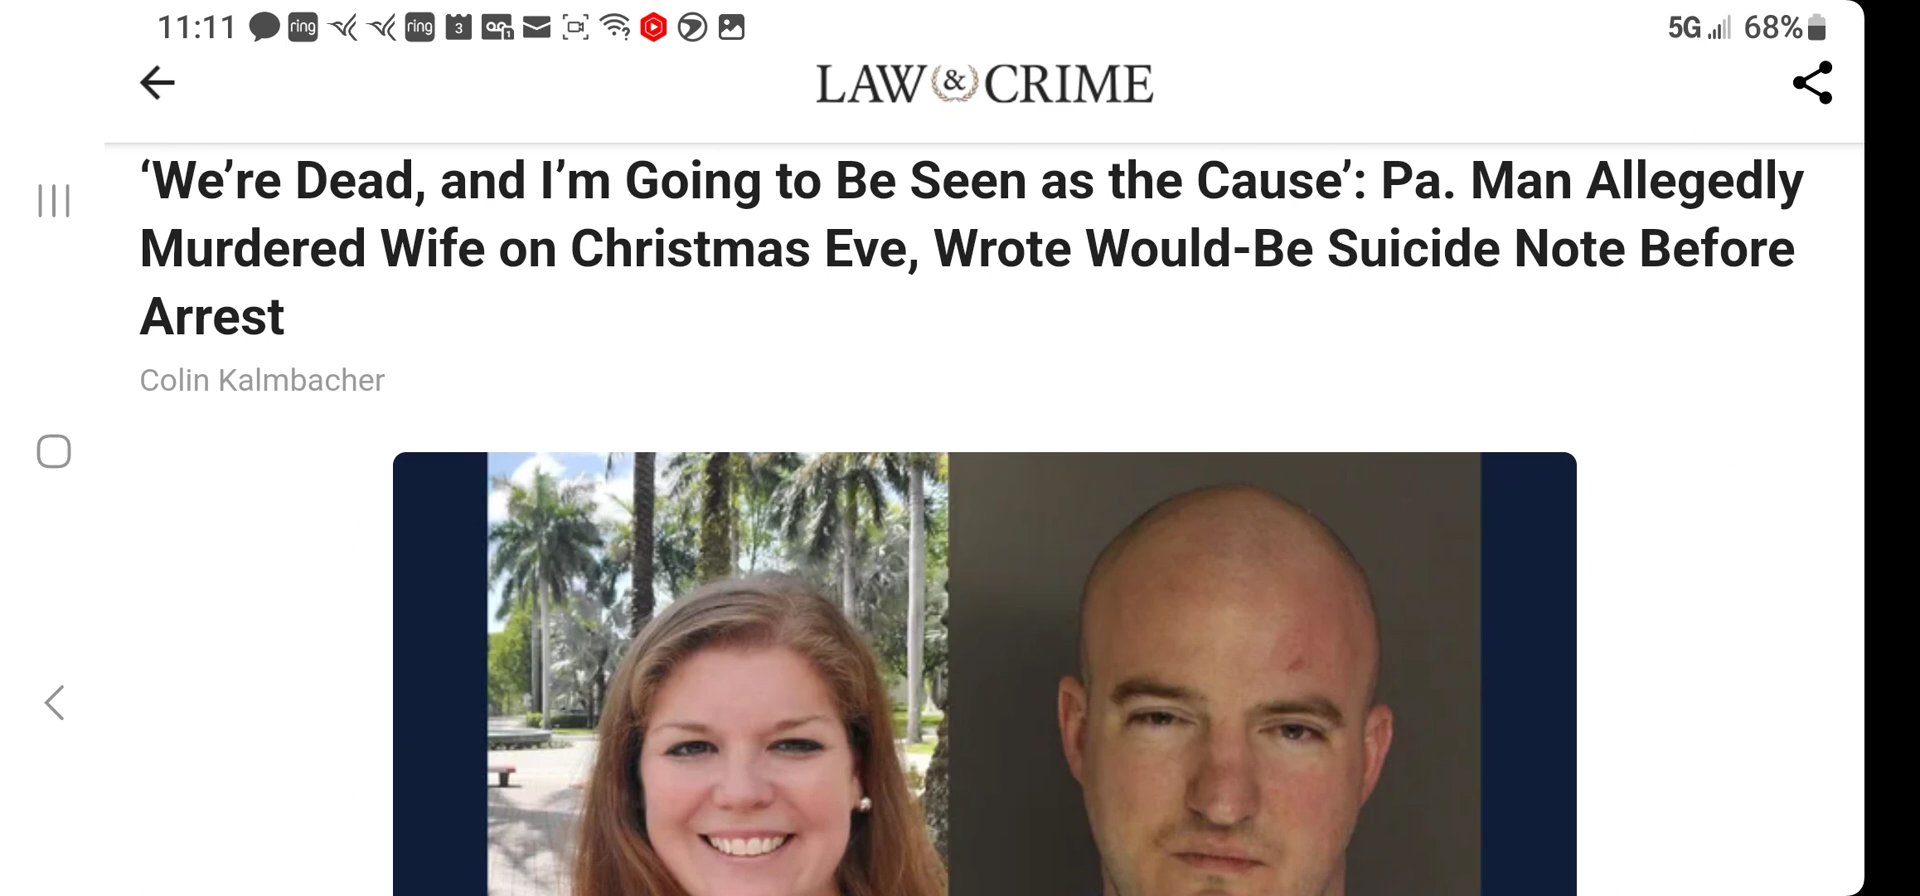 11:11 ring ring 3 1 5G 68%
LAW & CRIME
‘We’re Dead, and I’m Going to Be Seen as the Cause’: Pa. Man Allegedly
Murdered Wife on Christmas Eve, Wrote Would-Be Suicide Note Before
Arrest
Colin Kalmbacher